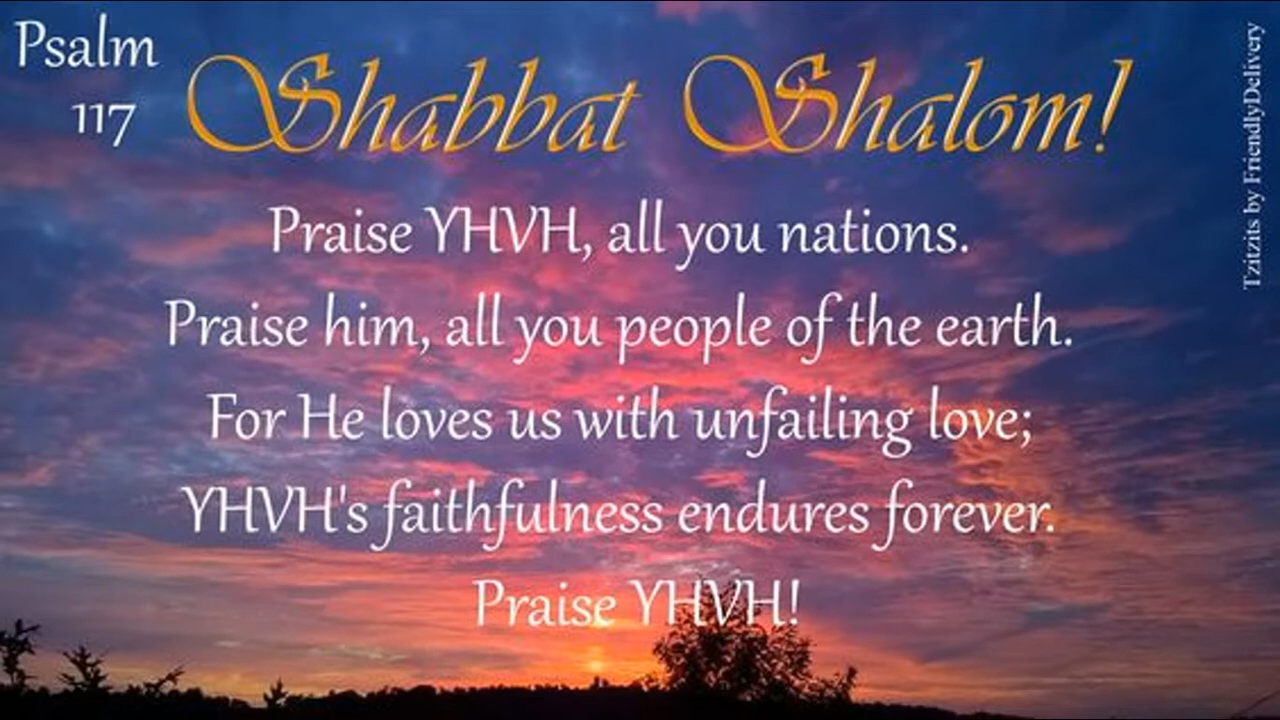 Psalm
117
Shabbat Shalom!
Praise YHVH, all you nations.
Praise him, all you people of the earth.
For He loves us with unfailing love;
YHVH's faithfulness endures forever.
Praise YHVH!
Tzitzits by FriendlyDelivery